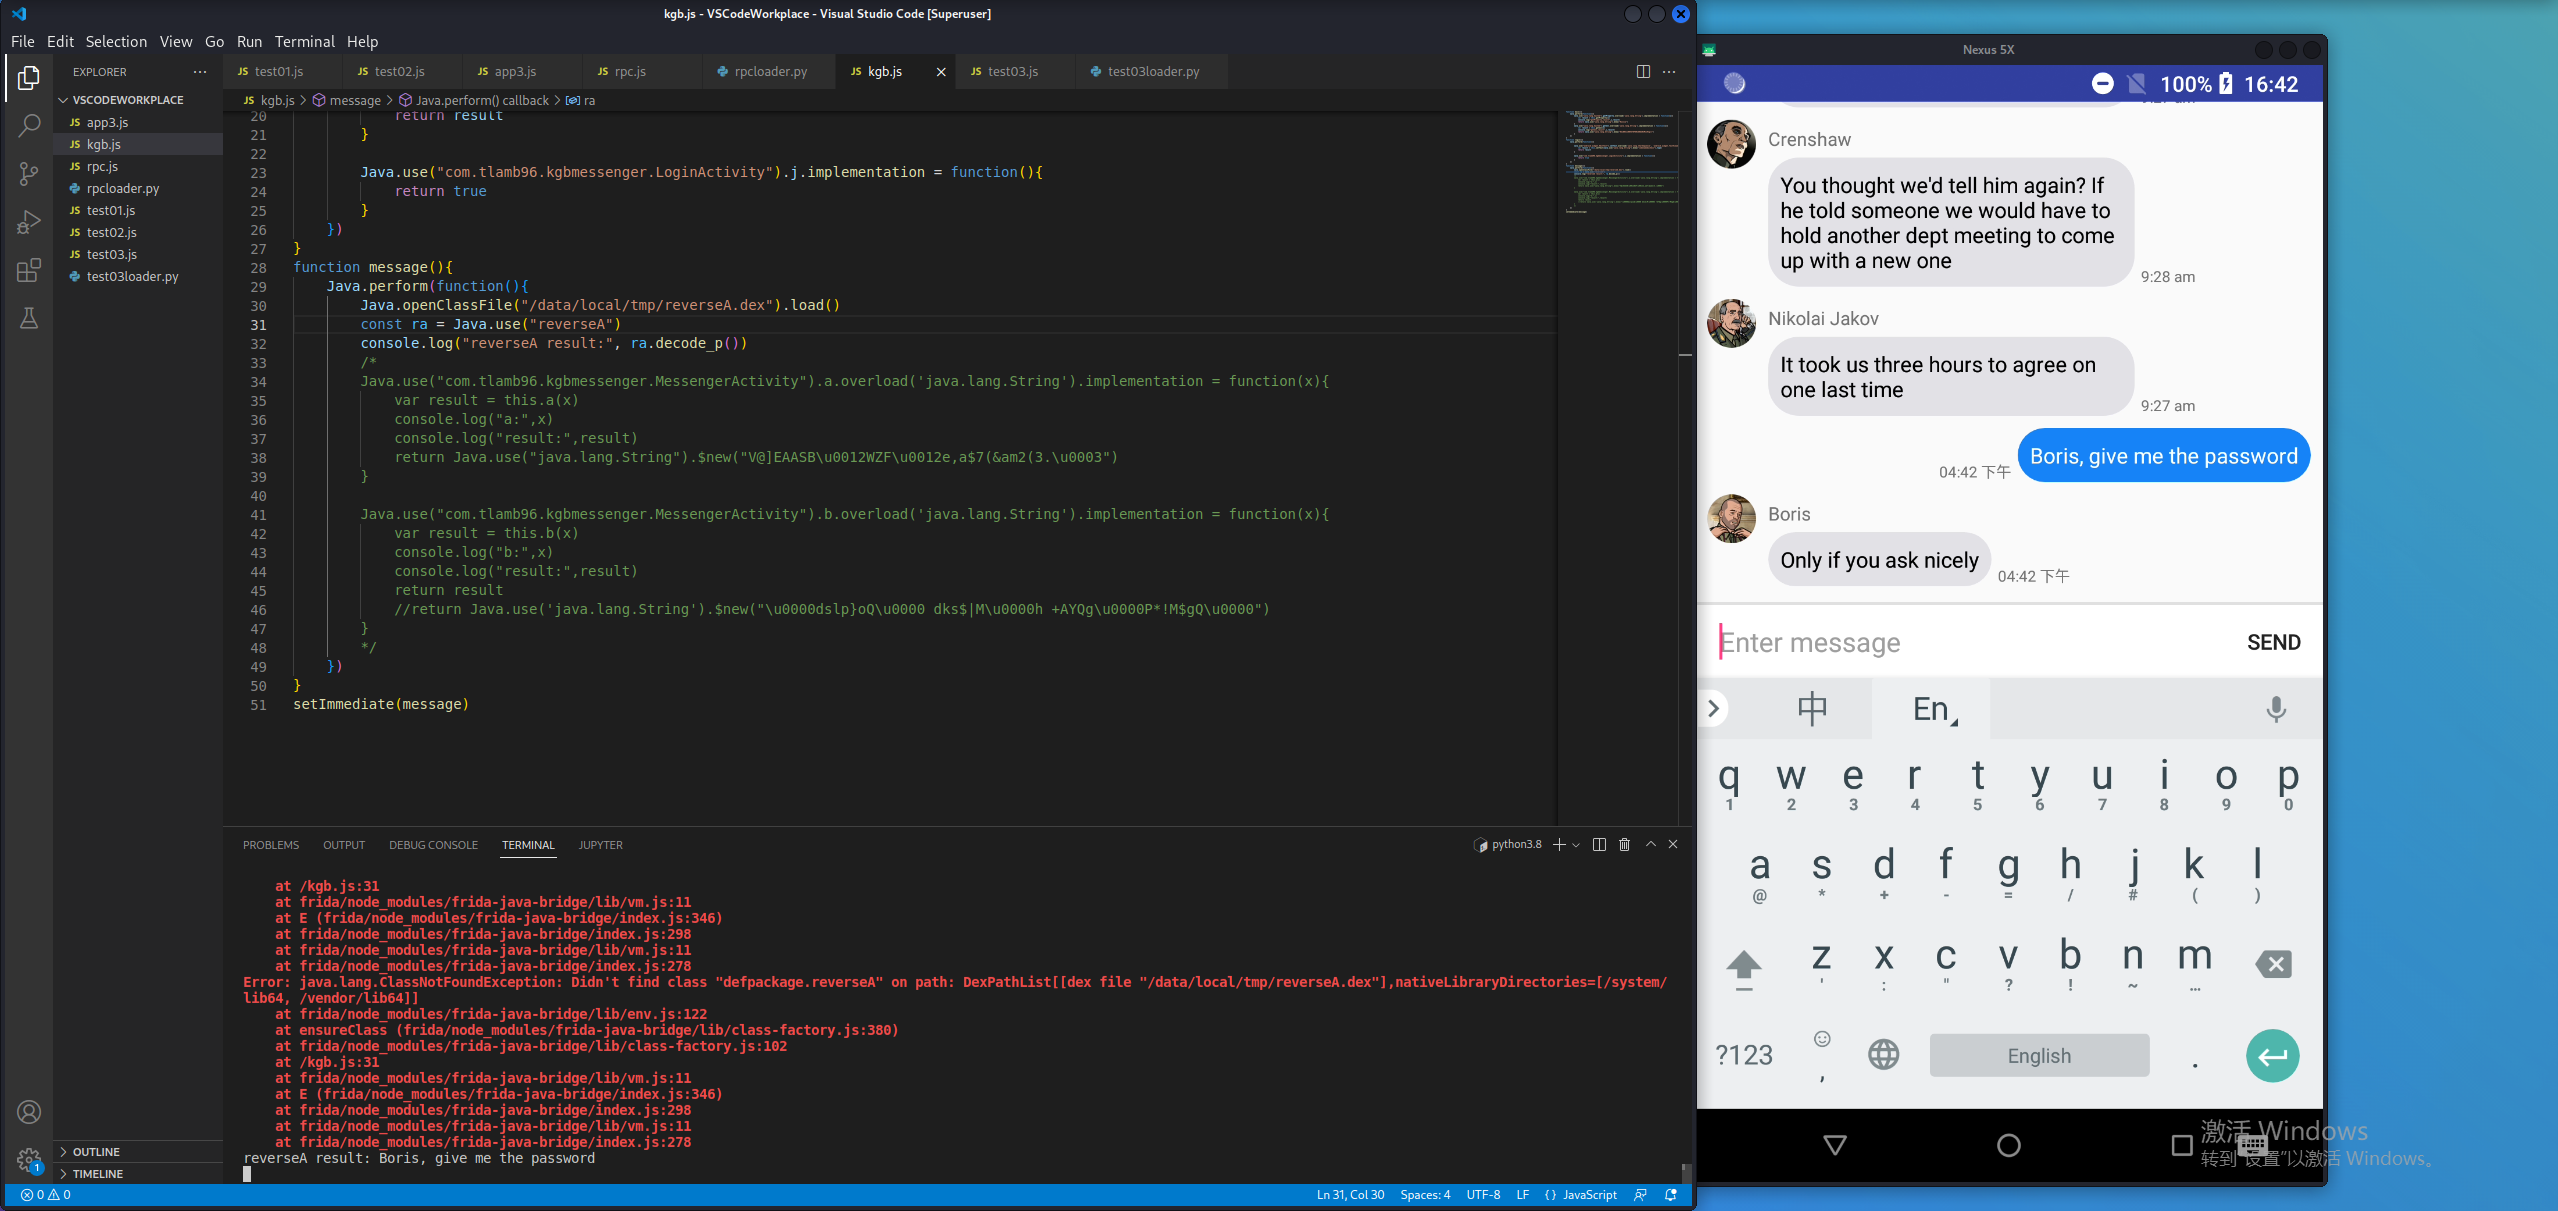 kgb.js - VSCodeWorkplace - Visual Studio Code [Superuser]
File Edit Selection View Go Run Terminal Help
EXPLORER ...
VSCODEWORKPLACE
JS app3.js
JS kgb.js
JS rpc.js
rpcloader.py
JS test01.js
JS test02.js
JS test03.js
test03loader.py
OUTLINE
TIMELINE
JS test01.js JS test02.js JS app3.js JS rpc.js rpcloader.py JS kgb.js JS test03.js test03loader.py
JS kgb.js > message > Java.perform() callback > ra
20 return result
21 }
22
23 Java.use("com.tlamb96.kgbmessenger.LoginActivity").j.implementation = function(){
24 return true
25 }
26 })
27 }
28 function message(){
29 Java.perform(function(){
30 Java.openClassFile("/data/local/tmp/reverseA.dex").load()
31 const ra = Java.use("reverseA")
32 console.log("reverseA result:", ra.decode_p())
33 /*
34 Java.use("com.tlamb96.kgbmessenger.MessengerActivity").a.overload('java.lang.String').implementation = function(x){
35 var result = this.a(x)
36 console.log("a:",x)
37 console.log("result:",result)
38 return Java.use("java.lang.String").$new("V@]EAASB\u0012WZF\u0012e,a$7(&am2(3.\u0003")
39 }
40
41 Java.use("com.tlamb96.kgbmessenger.MessengerActivity").b.overload('java.lang.String').implementation = function(x){
42 var result = this.b(x)
43 console.log("b:",x)
44 console.log("result:",result)
45 return result
46 //return Java.use('java.lang.String').$new("\u0000dslp}oQ\u0000 dks$|M\u0000h +AYQg\u0000P*!M$gQ\u0000")
47 }
48 */
49 })
50 }
51 setImmediate(message)
PROBLEMS OUTPUT DEBUG CONSOLE TERMINAL JUPYTER
python3.8
at /kgb.js:31
at frida/node_modules/frida-java-bridge/lib/vm.js:11
at E (frida/node_modules/frida-java-bridge/index.js:346)
at frida/node_modules/frida-java-bridge/index.js:298
at frida/node_modules/frida-java-bridge/lib/vm.js:11
at frida/node_modules/frida-java-bridge/index.js:278
Error: java.lang.ClassNotFoundException: Didn't find class "defpackage.reverseA" on path: DexPathList[[dex file "/data/local/tmp/reverseA.dex"],nativeLibraryDirectories=[/system/
lib64, /vendor/lib64]]
at frida/node_modules/frida-java-bridge/lib/env.js:122
at ensureClass (frida/node_modules/frida-java-bridge/lib/class-factory.js:380)
at frida/node_modules/frida-java-bridge/lib/class-factory.js:102
at /kgb.js:31
at frida/node_modules/frida-java-bridge/lib/vm.js:11
at E (frida/node_modules/frida-java-bridge/index.js:346)
at frida/node_modules/frida-java-bridge/index.js:298
at frida/node_modules/frida-java-bridge/lib/vm.js:11
at frida/node_modules/frida-java-bridge/index.js:278
reverseA result: Boris, give me the password
1
0 0
Ln 31, Col 30 Spaces: 4 UTF-8 LF {} JavaScript
Nexus 5X
100% 16:42
Crenshaw
You thought we'd tell him again? If
he told someone we would have to
hold another dept meeting to come
up with a new one
9:28 am
Nikolai Jakov
It took us three hours to agree on
one last time
9:27 am
Boris, give me the password
04:42 下午
Boris
Only if you ask nicely
04:42 下午
Enter message SEND
中 En
q w e r t y u i o p
1 2 3 4 5 6 7 8 9 0
a s d f g h j k l
@ * + - = / # ( )
z x c v b n m
' : " ? ! ~ ...
?123 , English .
激活 Windows
转到"设置"以激活 Windows。